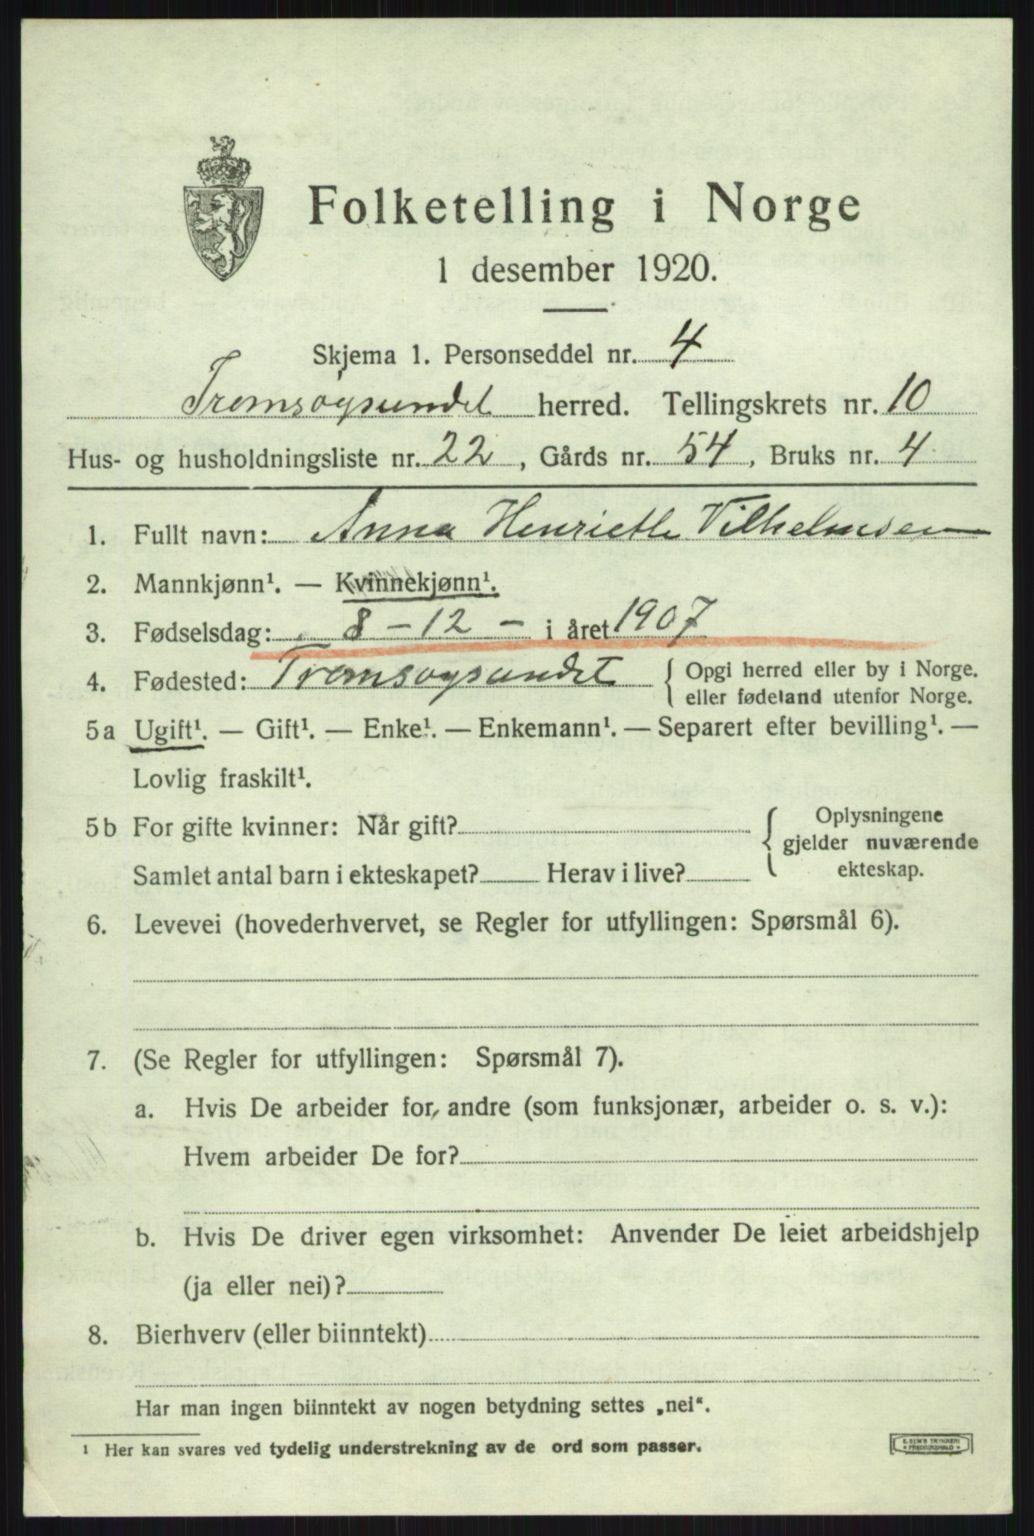 Folketelling i Norge
1 desember 1920.
Skjema 1. Personseddel nr. 4
Tromsøysundet herred. Tellingskrets nr. 10
Hus- og husholdningsliste nr. 22, Gårds nr. 54, Bruks nr. 4
1. Fullt navn: Anna Henriette Vilhelmsen
2. Mannkjønn¹. — Kvinnekjønn¹.
3. Fødselsdag: 8 - 12 - i året 1907
4. Fødested: Tromsøysundet { Opgi herred eller by i Norge.
eller fødeland utenfor Norge.
5a Ugift¹. — Gift¹. — Enke¹. — Enkemann¹. — Separert efter bevilling¹. —
Lovlig fraskilt¹.
5b For gifte kvinner: Når gift? { Oplysningene
gjelder nuværende
ekteskap.
Samlet antal barn i ekteskapet? Herav i live?
6. Levevei (hovederhvervet, se Regler for utfyllingen: Spørsmål 6).
7. (Se Regler for utfyllingen: Spørsmål 7).
a. Hvis De arbeider for andre (som funksjonær, arbeider o. s. v.):
Hvem arbeider De for?
b. Hvis De driver egen virksomhet: Anvender De leiet arbeidshjelp
(ja eller nei)?
8. Bierhverv (eller biinntekt)
Har man ingen biinntekt av nogen betydning settes „nei“.
¹ Her kan svares ved tydelig understrekning av de ord som passer.